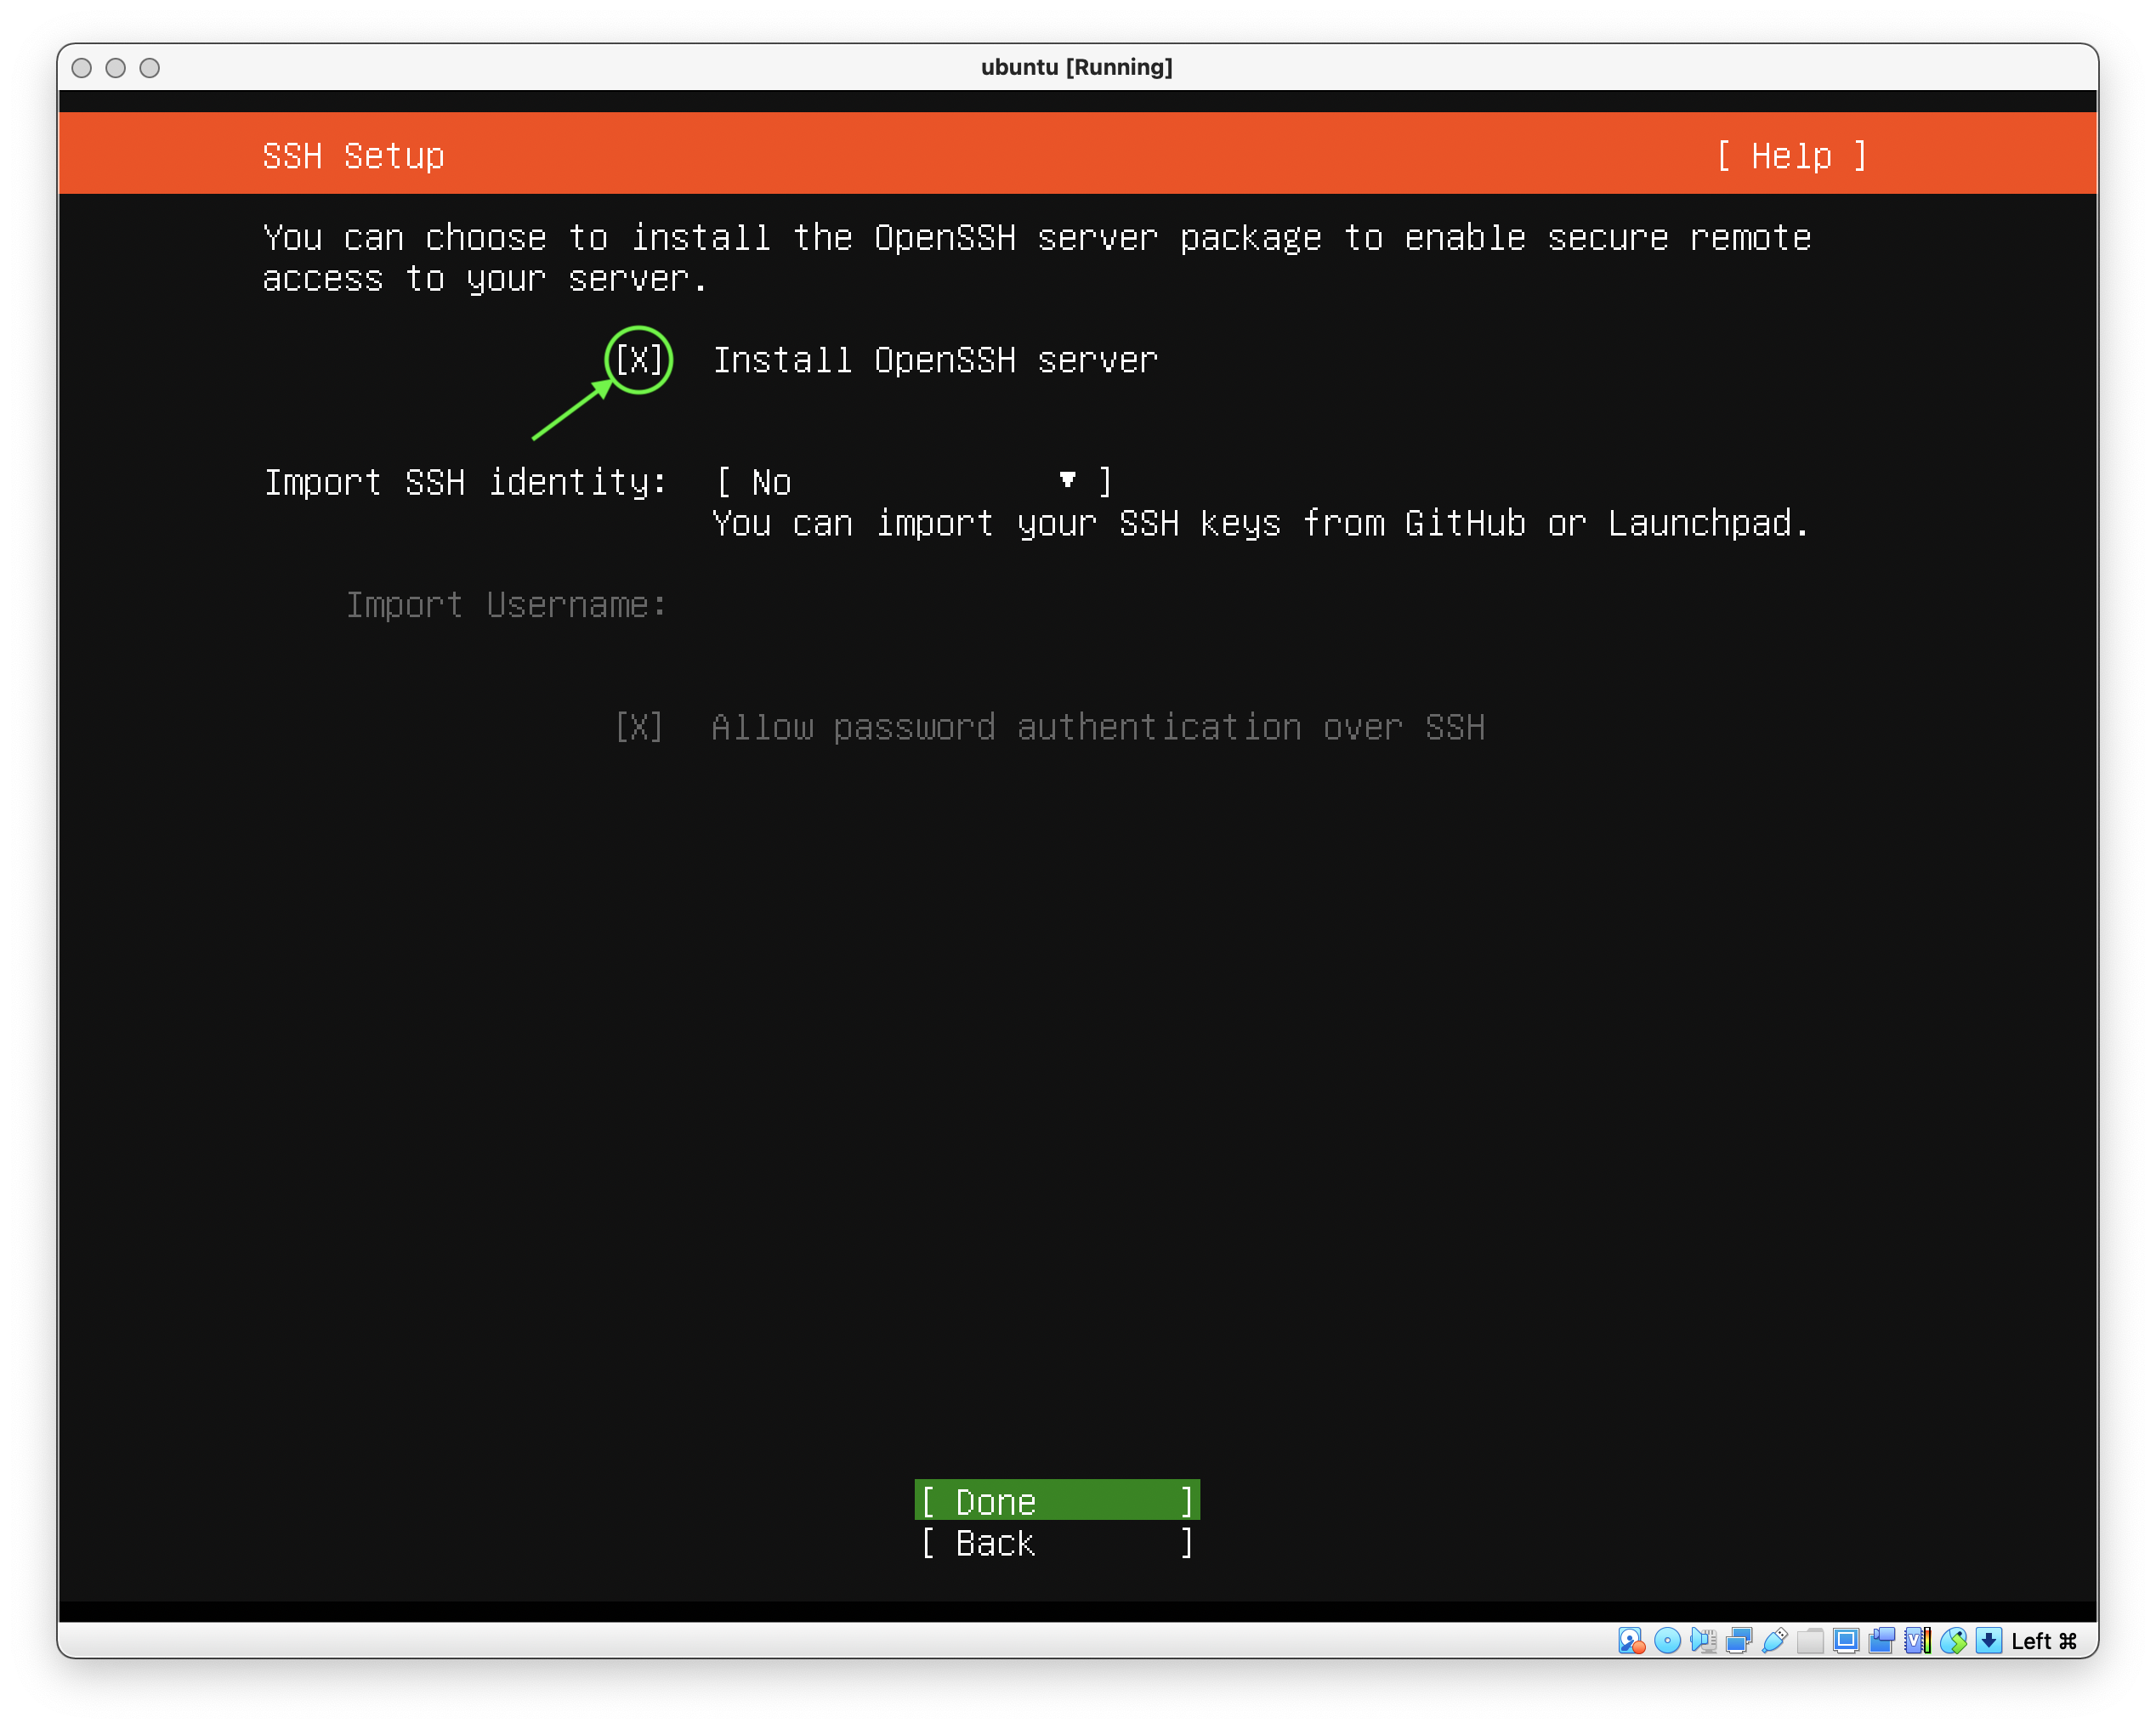 ubuntu [Running]
SSH Setup [ Help ]
You can choose to install the OpenSSH server package to enable secure remote
access to your server.
[X] Install OpenSSH server
Import SSH identity: [ No ▼ ]
You can import your SSH keys from GitHub or Launchpad.
Import Username:
[X] Allow password authentication over SSH
[ Done ]
[ Back ]
Left ⌘